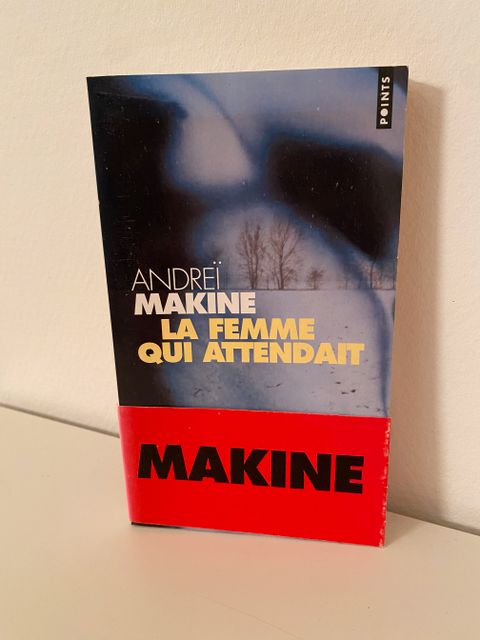 POINTS
ANDREÏ
MAKINE
LA FEMME
QUI ATTENDAIT
MAKINE